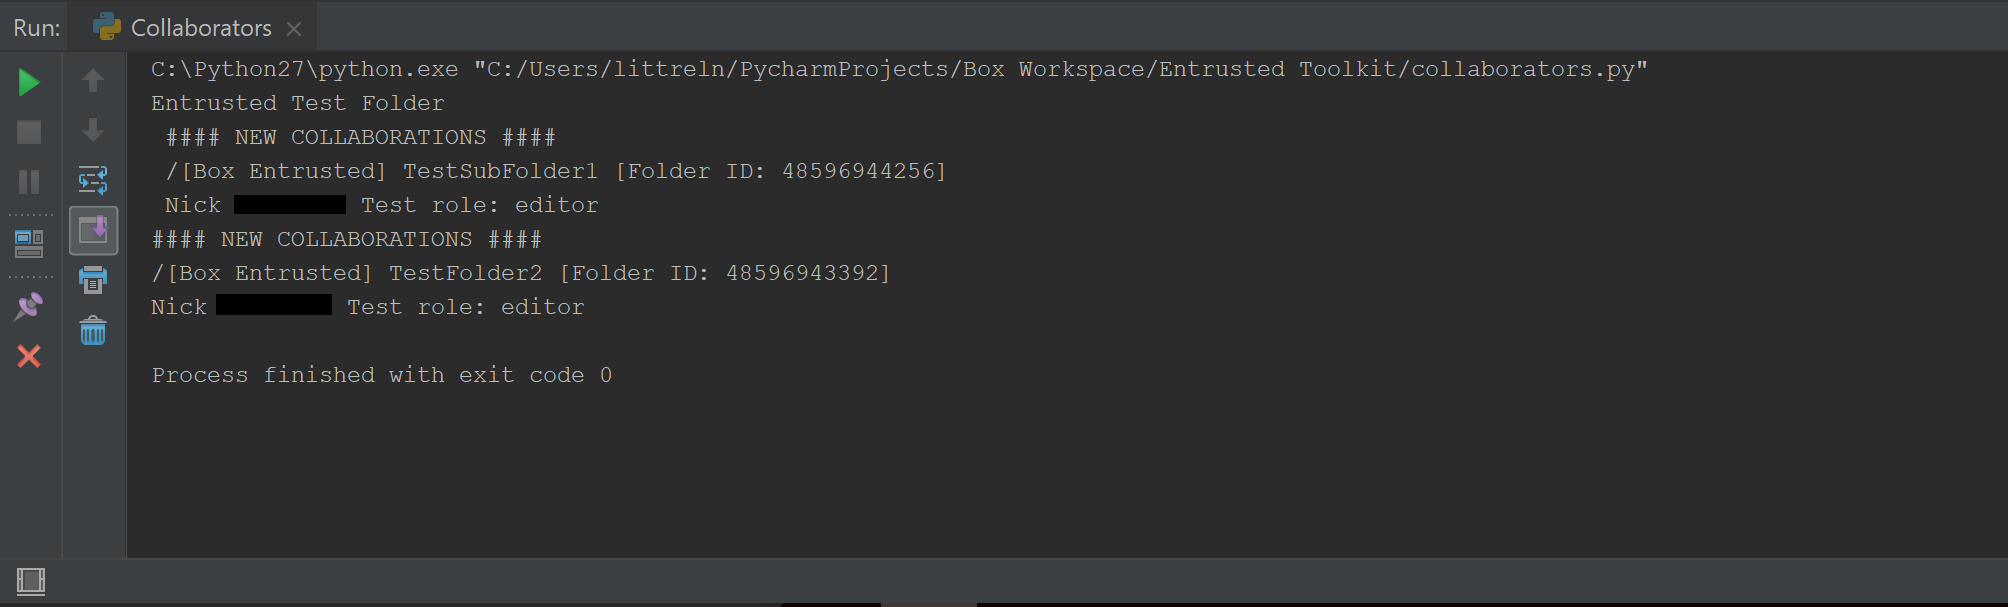 Run: Collaborators
C:\Python27\python.exe "C:/Users/littreln/PycharmProjects/Box Workspace/Entrusted Toolkit/collaborators.py"
Entrusted Test Folder
#### NEW COLLABORATIONS ####
/[Box Entrusted] TestSubFolder1 [Folder ID: 48596944256]
Nick Test role: editor
#### NEW COLLABORATIONS ####
/[Box Entrusted] TestFolder2 [Folder ID: 48596943392]
Nick Test role: editor
Process finished with exit code 0